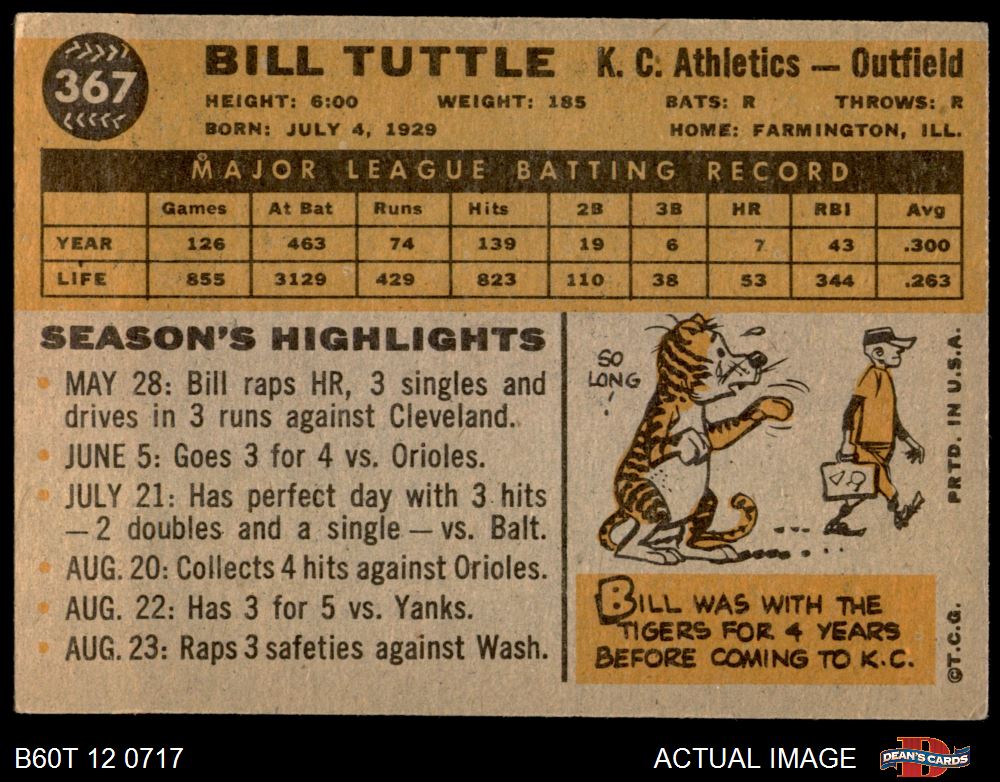 367
BILL TUTTLE K. C. Athletics — Outfield
HEIGHT: 6:00 WEIGHT: 185 BATS: R THROWS: R
BORN: JULY 4, 1929 HOME: FARMINGTON, ILL.
MAJOR LEAGUE BATTING RECORD
Games At Bat Runs Hits 2B 3B HR RBI Avg
YEAR 126 463 74 139 19 6 7 43 .300
LIFE 855 3129 429 823 110 38 53 344 .263
SEASON'S HIGHLIGHTS
MAY 28: Bill raps HR, 3 singles and
drives in 3 runs against Cleveland.
JUNE 5: Goes 3 for 4 vs. Orioles.
JULY 21: Has perfect day with 3 hits
— 2 doubles and a single — vs. Balt.
AUG. 20: Collects 4 hits against Orioles.
AUG. 22: Has 3 for 5 vs. Yanks.
AUG. 23: Raps 3 safeties against Wash.
SO
LONG
BILL WAS WITH THE
TIGERS FOR 4 YEARS
BEFORE COMING TO K.C.
PRTD. IN U.S.A.
©T.C.G.
B60T 12 0717 ACTUAL IMAGE DEAN'S CARDS